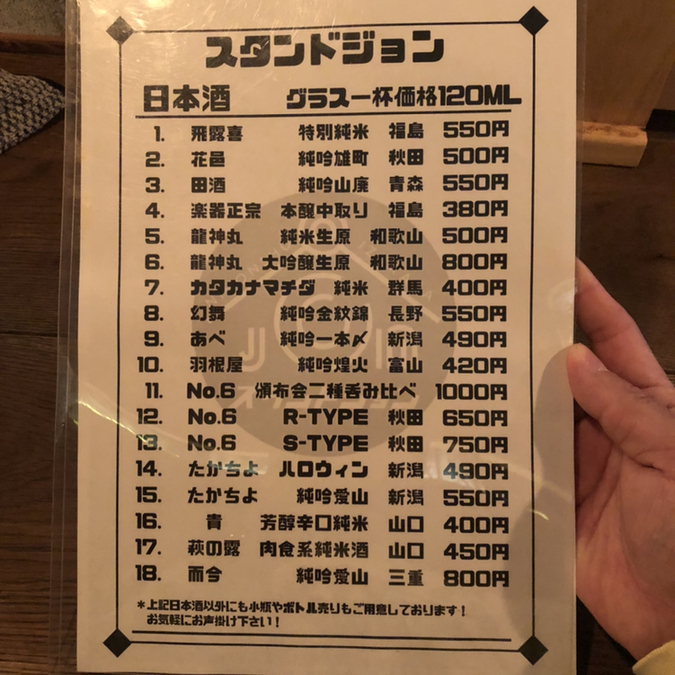 スタンドジョン
日本酒 グラス一杯価格120ML
1. 飛露喜 特別純米 福島 550円
2. 花邑 純吟雄町 秋田 500円
3. 田酒 純吟山廃 青森 550円
4. 楽器正宗 本醸中取り 福島 380円
5. 龍神丸 純米生原 和歌山 500円
6. 龍神丸 大吟醸生原 和歌山 800円
7. カタカナマチダ 純米 群馬 400円
8. 幻舞 純吟金紋錦 長野 550円
9. あべ 純吟一本〆 新潟 490円
10. 羽根屋 純吟煌火 富山 420円
11. No.6 頒布会二種呑み比べ 1000円
12. No.6 R-TYPE 秋田 650円
13. No.6 S-TYPE 秋田 750円
14. たかちよ ハロウィン 新潟 490円
15. たかちよ 純吟愛山 新潟 550円
16. 貴 芳醇辛口純米 山口 400円
17. 萩の露 肉食系純米酒 山口 450円
18. 而今 純吟愛山 三重 800円
*上記日本酒以外にも小瓶やボトル売りもご用意しております!
お気軽にお声掛け下さい!